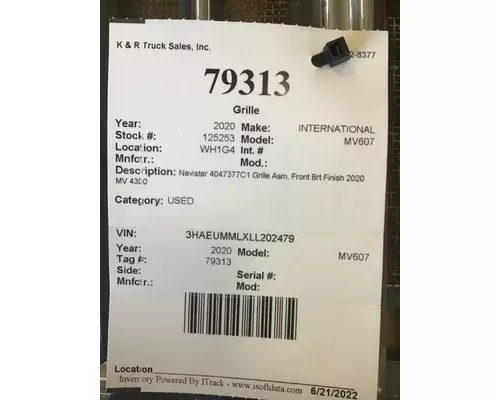 K & R Truck Sales, Inc.
2-8377
79313
Grille
Year: 2020 Make: INTERNATIONAL
Stock #: 125253 Model: MV607
Location: WH1G4 Int. #
Mnfctr.: Mod.:
Description: Navistar 4047377C1 Grille Asm, Front Brt Finish 2020
MV 4300
Category: USED
VIN: 3HAEUMMLXLL202479
Year: 2020 Model: MV607
Tag #: 79313
Side: Serial #:
Mnfctr.: Mod:
Location
Inventory Powered By ITrack - www.isoftdata.com 6/21/2022